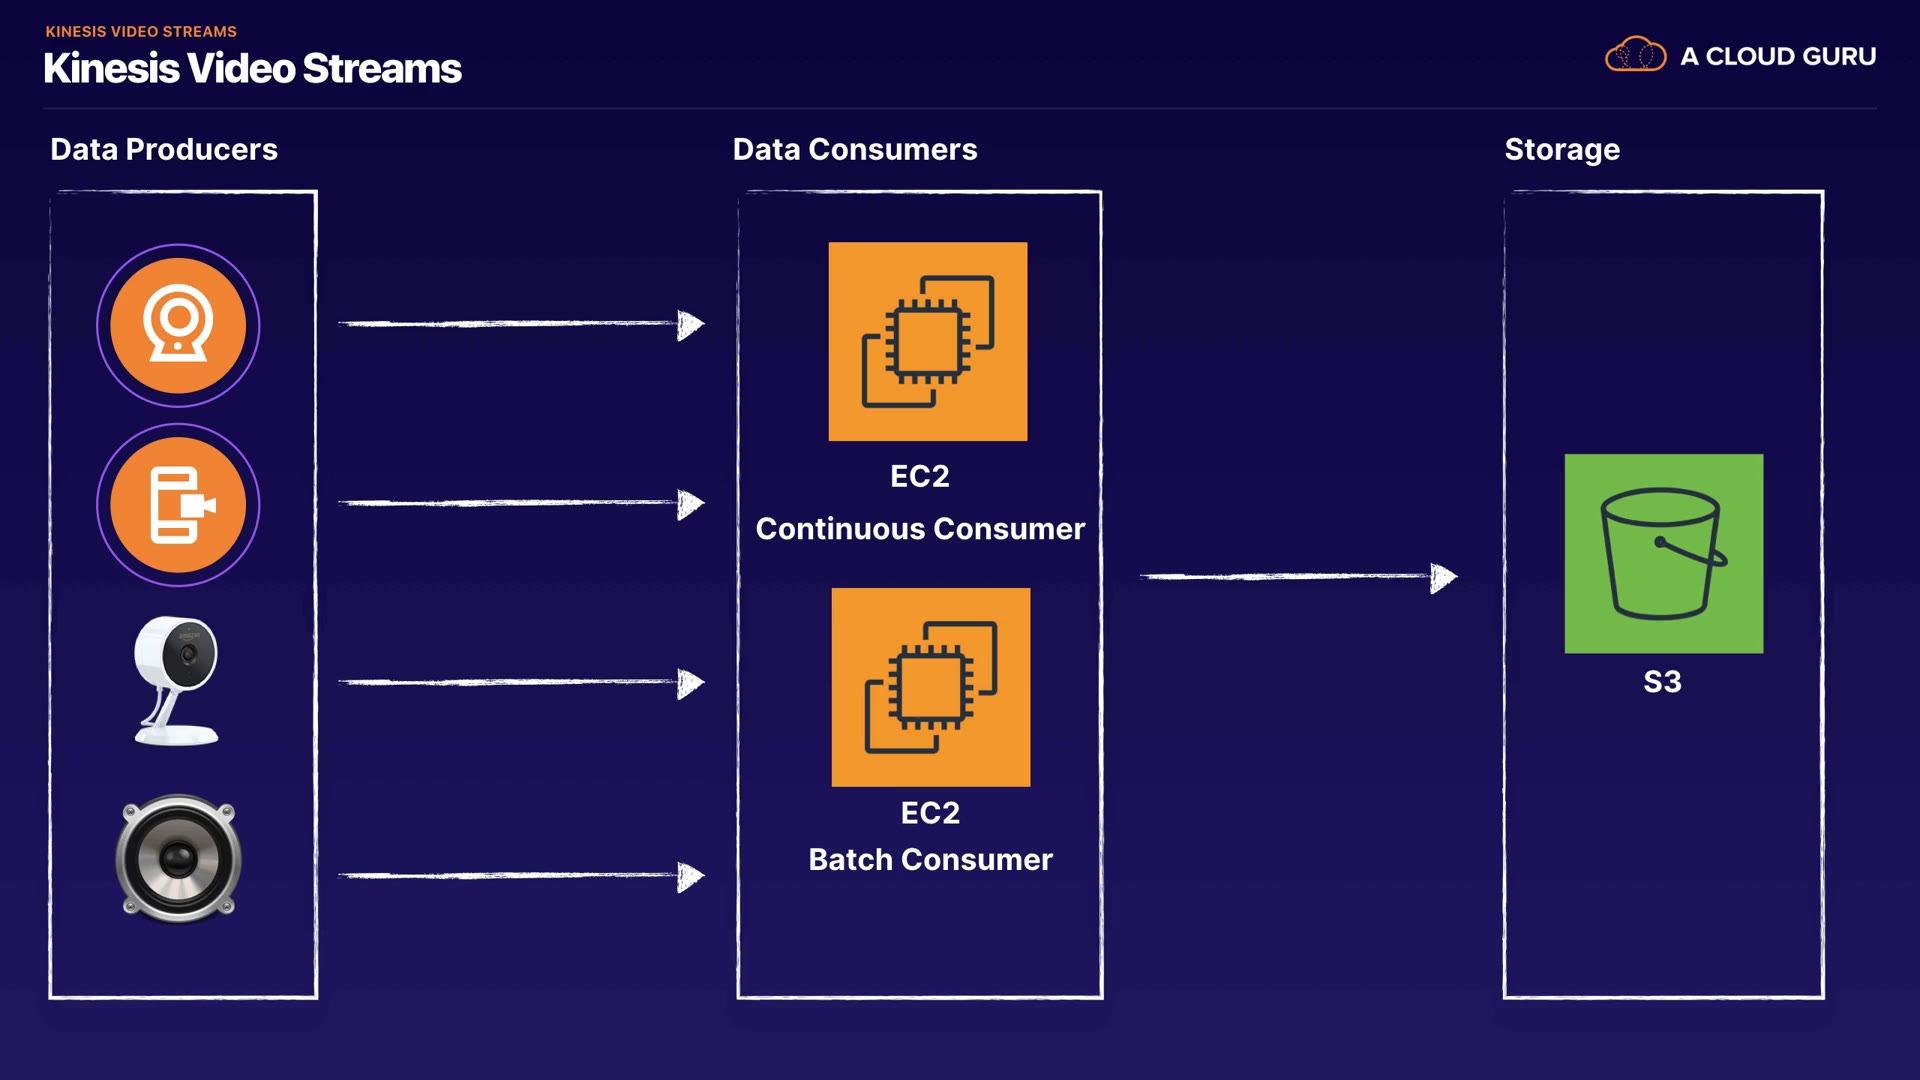 KINESIS VIDEO STREAMS
Kinesis Video Streams
A CLOUD GURU
Data Producers
Data Consumers
Storage
EC2
Continuous Consumer
EC2
Batch Consumer
S3